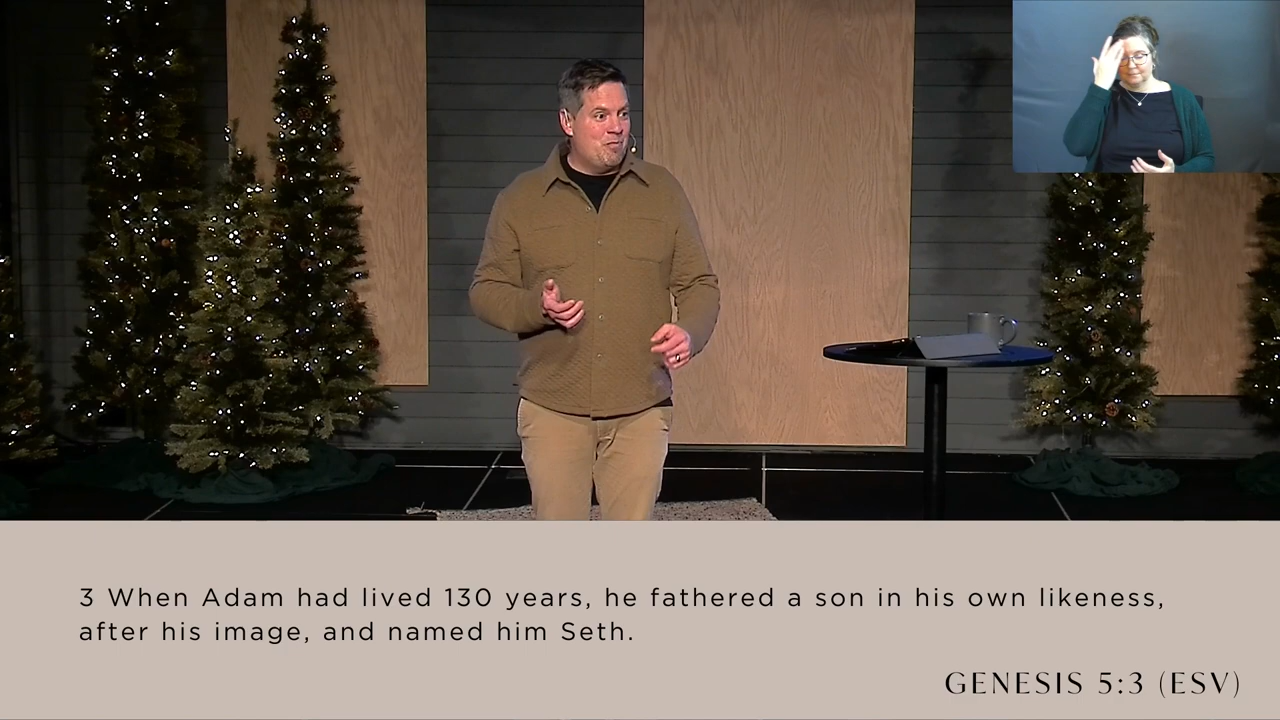 3 When Adam had lived 130 years, he fathered a son in his own likeness,
after his image, and named him Seth.
GENESIS 5:3 (ESV)